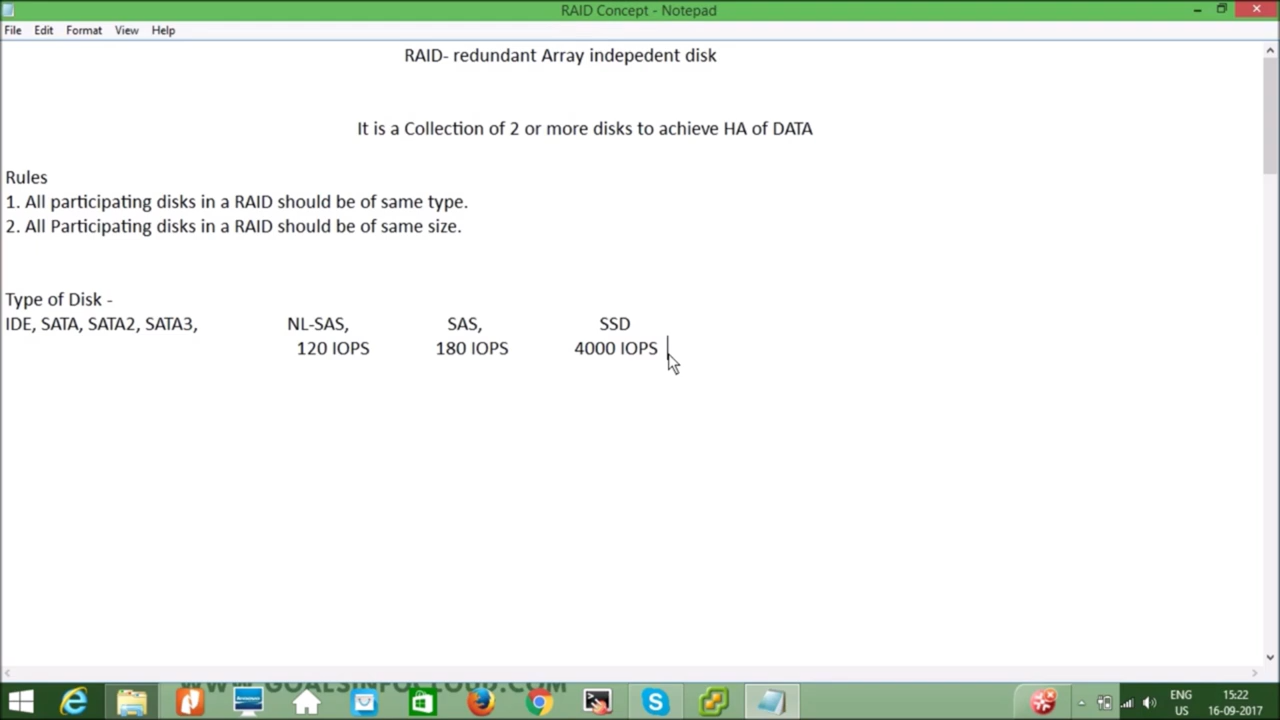 RAID Concept - Notepad
File Edit Format View Help
RAID- redundant Array indepedent disk
It is a Collection of 2 or more disks to achieve HA of DATA
Rules
1. All participating disks in a RAID should be of same type.
2. All Participating disks in a RAID should be of same size.
Type of Disk -
IDE, SATA, SATA2, SATA3, NL-SAS, SAS, SSD
120 IOPS 180 IOPS 4000 IOPS
WWW.GOALSINFOCLOUD.COM
ENG 15:22
US 16-09-2017